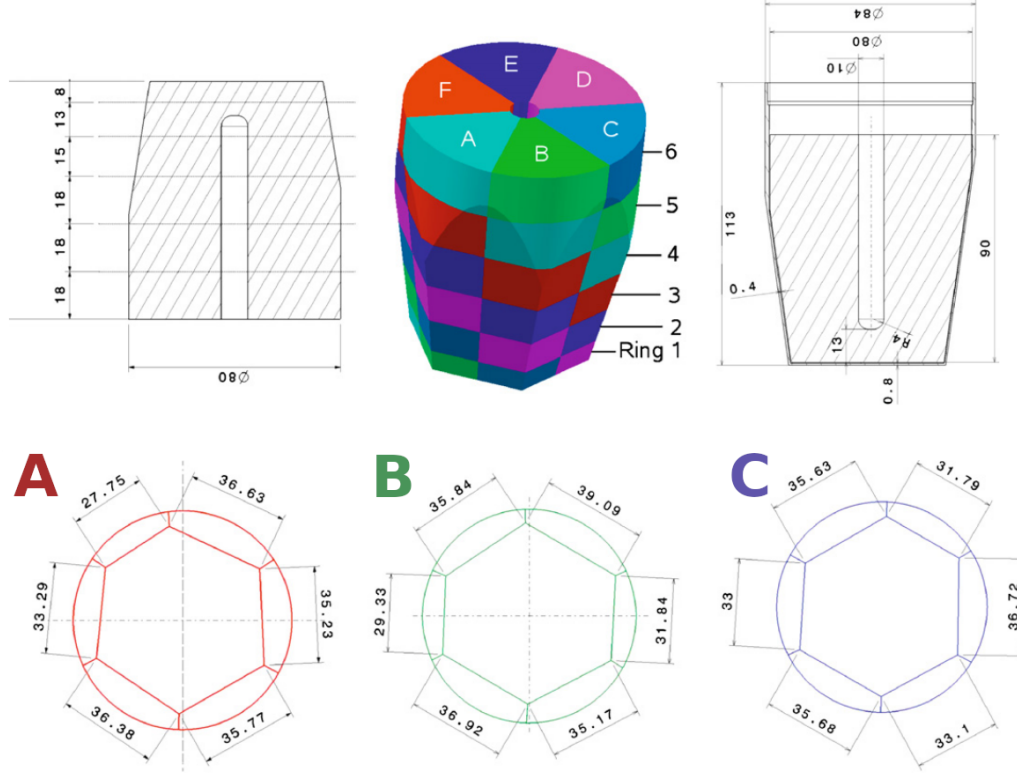 8
13
15
18
18
18
Ø80
E
D
F
C
A
B
6
5
4
3
2
Ring 1
Ø84
Ø80
Ø10
113
90
0.4
13
R4
0.8
A
27.75
36.63
33.29
35.23
36.38
35.77
B
35.84
39.09
29.33
31.84
36.92
35.17
C
35.63
31.79
33
36.72
35.68
33.1